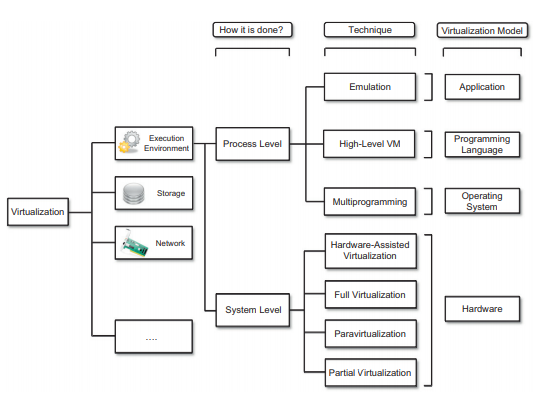 How it is done?
Technique
Virtualization Model
Emulation
Application
Execution
Environment
Process Level
High-Level VM
Programming
Language
Storage
Multiprogramming
Operating
System
Virtualization
Network
Hardware-Assisted
Virtualization
System Level
Full Virtualization
Hardware
Paravirtualization
....
Partial Virtualization